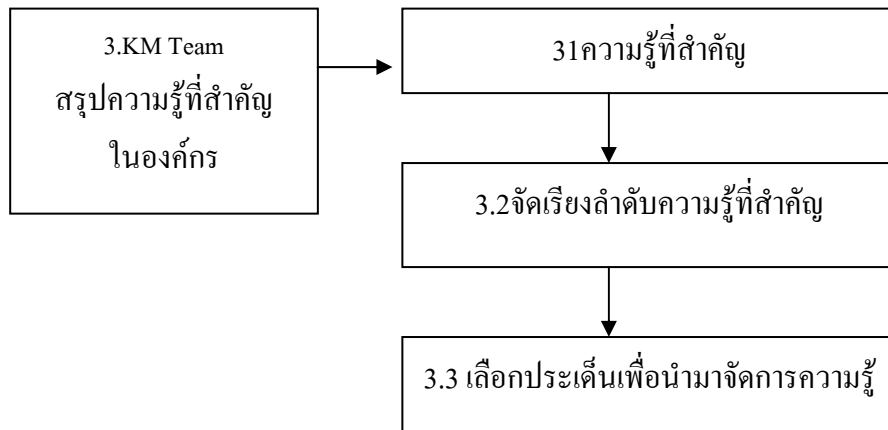 3.KM Team
สรุปความรู้ที่สำคัญ
ในองค์กร
31ความรู้ที่สำคัญ
3.2จัดเรียงลำดับความรู้ที่สำคัญ
3.3 เลือกประเด็นเพื่อนำมาจัดการความรู้